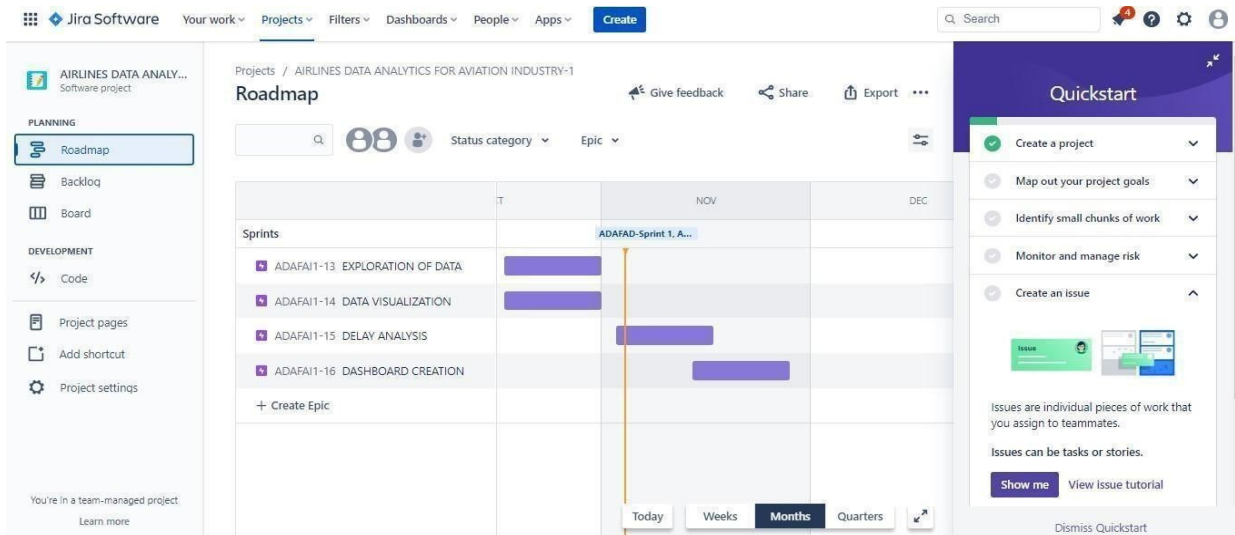 Jira Software Your work Projects Filters Dashboards People Apps Create Search 4
AIRLINES DATA ANALY...
Software project
PLANNING
Roadmap
Backlog
Board
DEVELOPMENT
Code
Project pages
Add shortcut
Project settings
You're in a team-managed project
Learn more
Projects / AIRLINES DATA ANALYTICS FOR AVIATION INDUSTRY-1
Roadmap
Give feedback Share Export
Status category Epic
T NOV DEC
Sprints ADAFAD-Sprint 1, A...
ADAFAI1-13 EXPLORATION OF DATA
ADAFAI1-14 DATA VISUALIZATION
ADAFAI1-15 DELAY ANALYSIS
ADAFAI1-16 DASHBOARD CREATION
+ Create Epic
Today Weeks Months Quarters
Quickstart
Create a project
Map out your project goals
Identify small chunks of work
Monitor and manage risk
Create an issue
Issue
Issues are individual pieces of work that
you assign to teammates.
Issues can be tasks or stories.
Show me View issue tutorial
Dismiss Quickstart